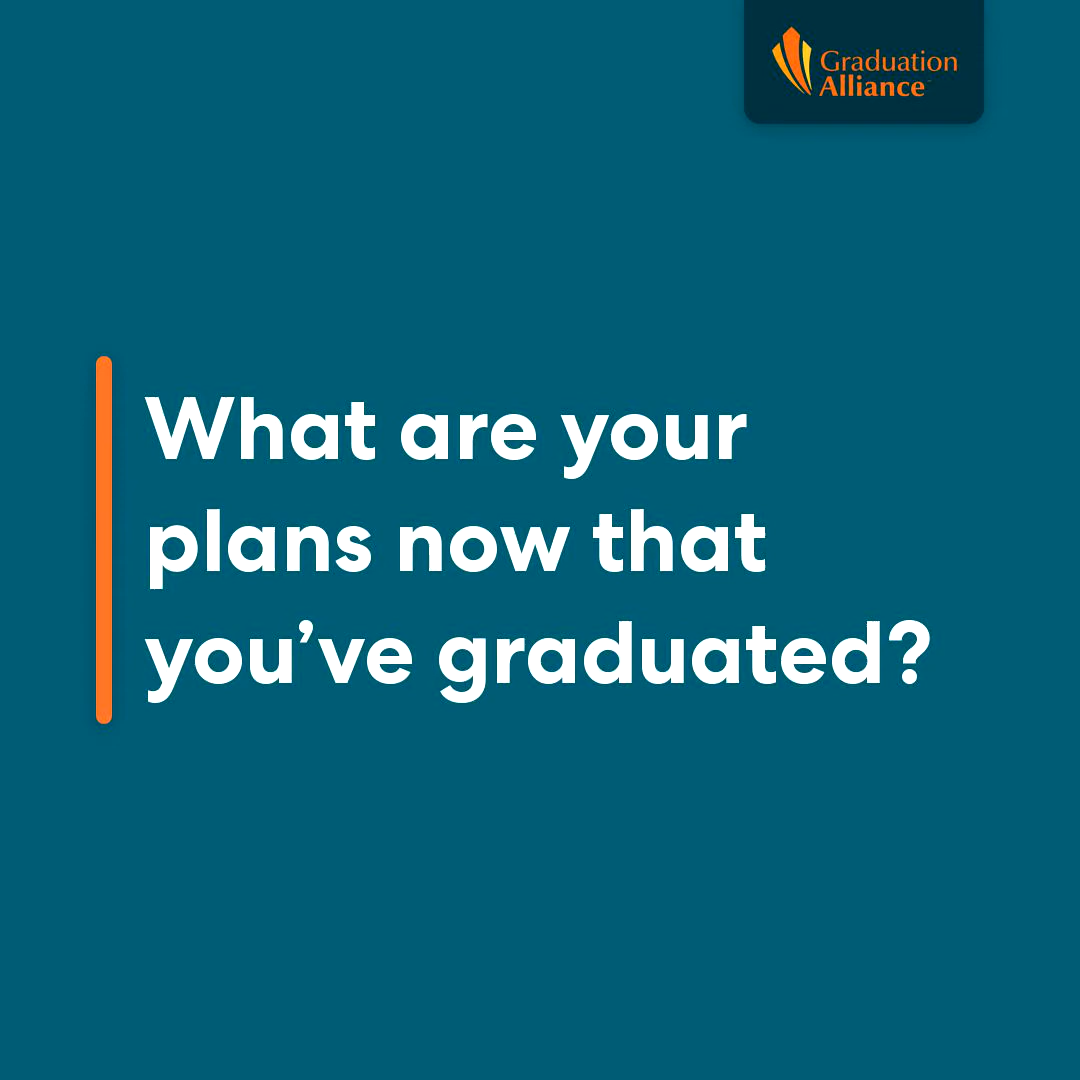 Graduation
Alliance
What are your
plans now that
you’ve graduated?